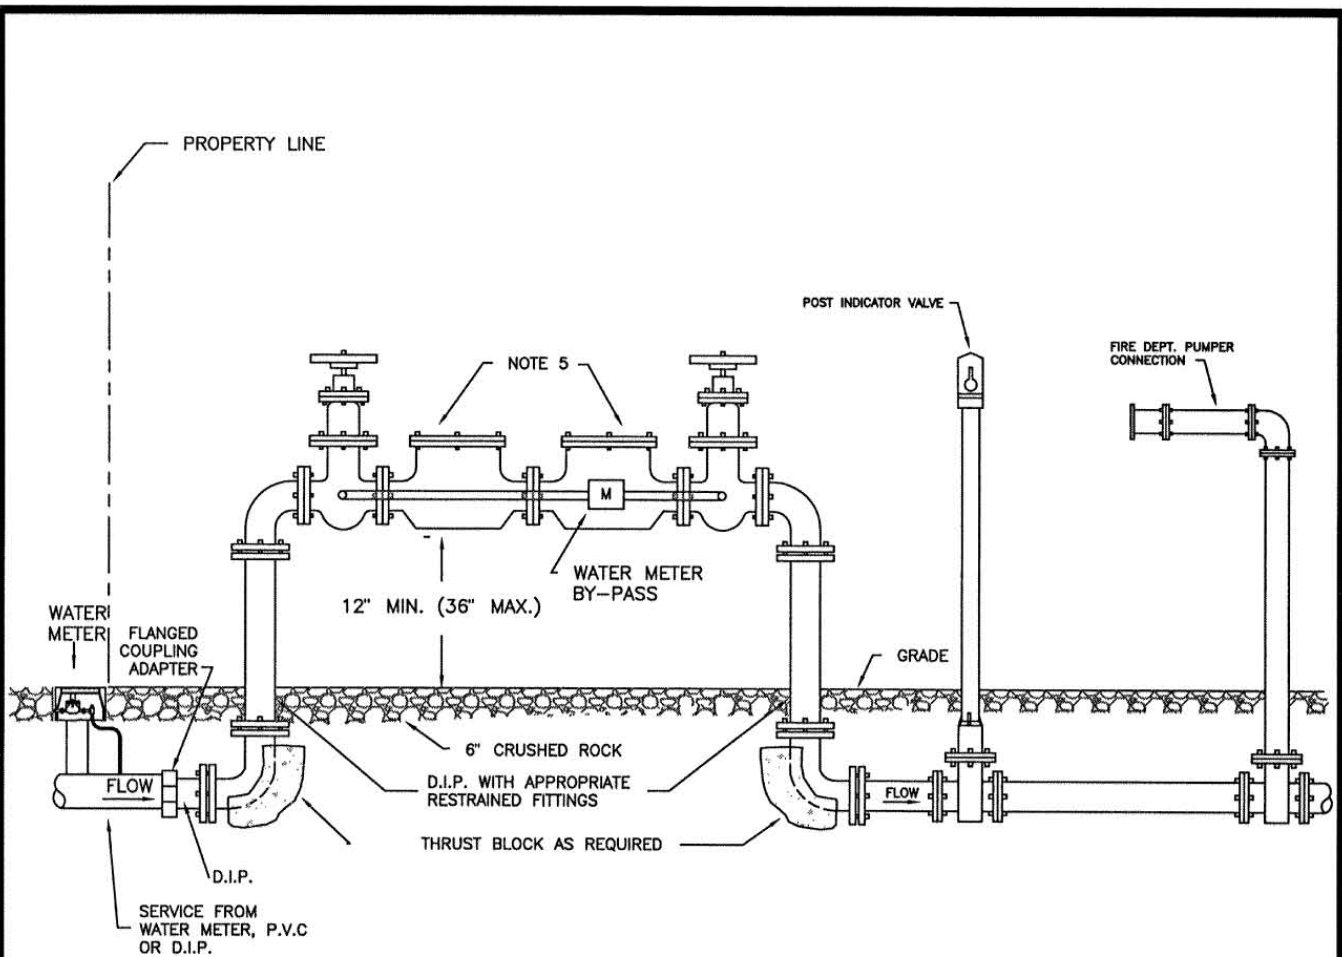 PROPERTY LINE
POST INDICATOR VALVE
FIRE DEPT. PUMPER
CONNECTION
NOTE 5
M
WATER METER
BY-PASS
12" MIN. (36" MAX.)
WATER
METER
FLANGED
COUPLING
ADAPTER
GRADE
6" CRUSHED ROCK
FLOW
D.I.P. WITH APPROPRIATE
RESTRAINED FITTINGS
FLOW
THRUST BLOCK AS REQUIRED
D.I.P.
SERVICE FROM
WATER METER, P.V.C
OR D.I.P.